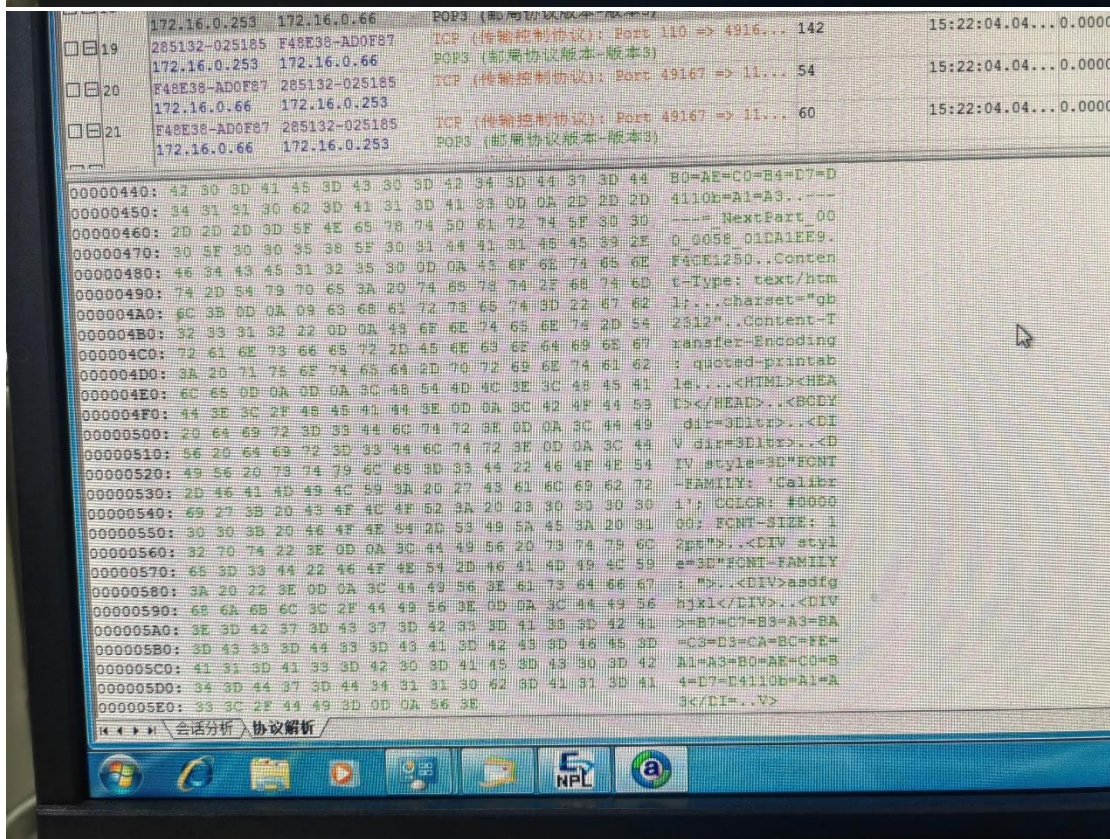 172.16.0.253 172.16.0.66 POP3 (邮局协议版本-版本3)
19 285132-025185 F48E38-AD0F87 TCP (传输控制协议): Port 110 => 4916... 142 15:22:04.04...0.0000
172.16.0.253 172.16.0.66 POP3 (邮局协议版本-版本3)
20 F48E38-AD0F87 285132-025185 TCP (传输控制协议): Port 49167 => 11... 54 15:22:04.04...0.0000
172.16.0.66 172.16.0.253
21 F48E38-AD0F87 285132-025185 TCP (传输控制协议): Port 49167 => 11... 60 15:22:04.04...0.0000
172.16.0.66 172.16.0.253 POP3 (邮局协议版本-版本3)
00000440: 42 30 3D 41 45 3D 43 30 3D 42 34 3D 44 37 3D 44 B0=AE=C0=B4=D7=D
00000450: 34 31 31 30 62 3D 41 31 3D 41 33 0D 0A 2D 2D 2D 4110b=A1=A3..---
00000460: 2D 2D 2D 3D 5F 4E 65 78 74 50 61 72 74 5F 30 30 ---=_NextPart_00
00000470: 30 5F 30 30 35 38 5F 30 31 44 41 31 45 45 39 2E 0_0058_01DA1EE9.
00000480: 46 34 43 45 31 32 35 30 0D 0A 43 6F 6E 74 65 6E F4CE1250..Conten
00000490: 74 2D 54 79 70 65 3A 20 74 65 78 74 2F 68 74 6D t-Type: text/htm
000004A0: 6C 3B 0D 0A 09 63 68 61 72 73 65 74 3D 22 67 62 l;...charset="gb
000004B0: 32 33 31 32 22 0D 0A 43 6F 6E 74 65 6E 74 2D 54 2312"..Content-T
000004C0: 72 61 6E 73 66 65 72 2D 45 6E 63 6F 64 69 6E 67 ransfer-Encoding
000004D0: 3A 20 71 75 6F 74 65 64 2D 70 72 69 6E 74 61 62 : quoted-printab
000004E0: 6C 65 0D 0A 0D 0A 3C 48 54 4D 4C 3E 3C 48 45 41 le....<HTML><HEA
000004F0: 44 3E 3C 2F 48 45 41 44 3E 0D 0A 3C 42 4F 44 59 D></HEAD>..<BODY
00000500: 20 64 69 72 3D 33 44 6C 74 72 3E 0D 0A 3C 44 49 dir=3Dltr>..<DI
00000510: 56 20 64 69 72 3D 33 44 6C 74 72 3E 0D 0A 3C 44 V dir=3Dltr>..<D
00000520: 49 56 20 73 74 79 6C 65 3D 33 44 22 46 4F 4E 54 IV style=3D"FONT
00000530: 2D 46 41 4D 49 4C 59 3A 20 27 43 61 6C 69 62 72 -FAMILY: 'Calibr
00000540: 69 27 3B 20 43 4F 4C 4F 52 3A 20 23 30 30 30 30 i'; COLOR: #0000
00000550: 30 30 3B 20 46 4F 4E 54 2D 53 49 5A 45 3A 20 31 00; FONT-SIZE: 1
00000560: 32 70 74 22 3E 0D 0A 3C 44 49 56 20 73 74 79 6C 2pt">..<DIV styl
00000570: 65 3D 33 44 22 46 4F 4E 54 2D 46 41 4D 49 4C 59 e=3D"FONT-FAMILY
00000580: 3A 20 22 3E 0D 0A 3C 44 49 56 3E 61 73 64 66 67 : ">..<DIV>asdfg
00000590: 68 6A 6B 6C 3C 2F 44 49 56 3E 0D 0A 3C 44 49 56 hjkl</DIV>..<DIV
000005A0: 3E 3D 42 37 3D 43 37 3D 42 33 3D 41 33 3D 42 41 >=B7=C7=B3=A3=BA
000005B0: 3D 43 33 3D 44 33 3D 43 41 3D 42 43 3D 46 45 3D =C3=D3=CA=BC=FE=
000005C0: 41 31 3D 41 33 3D 42 30 3D 41 45 3D 43 30 3D 42 A1=A3=B0=AE=C0=B
000005D0: 34 3D 44 37 3D 44 34 31 31 30 62 3D 41 31 3D 41 4=D7=D4110b=A1=A
000005E0: 33 3C 2F 44 49 3D 0D 0A 56 3E 3</DI=..V>
会话分析 协议解析
NPL a